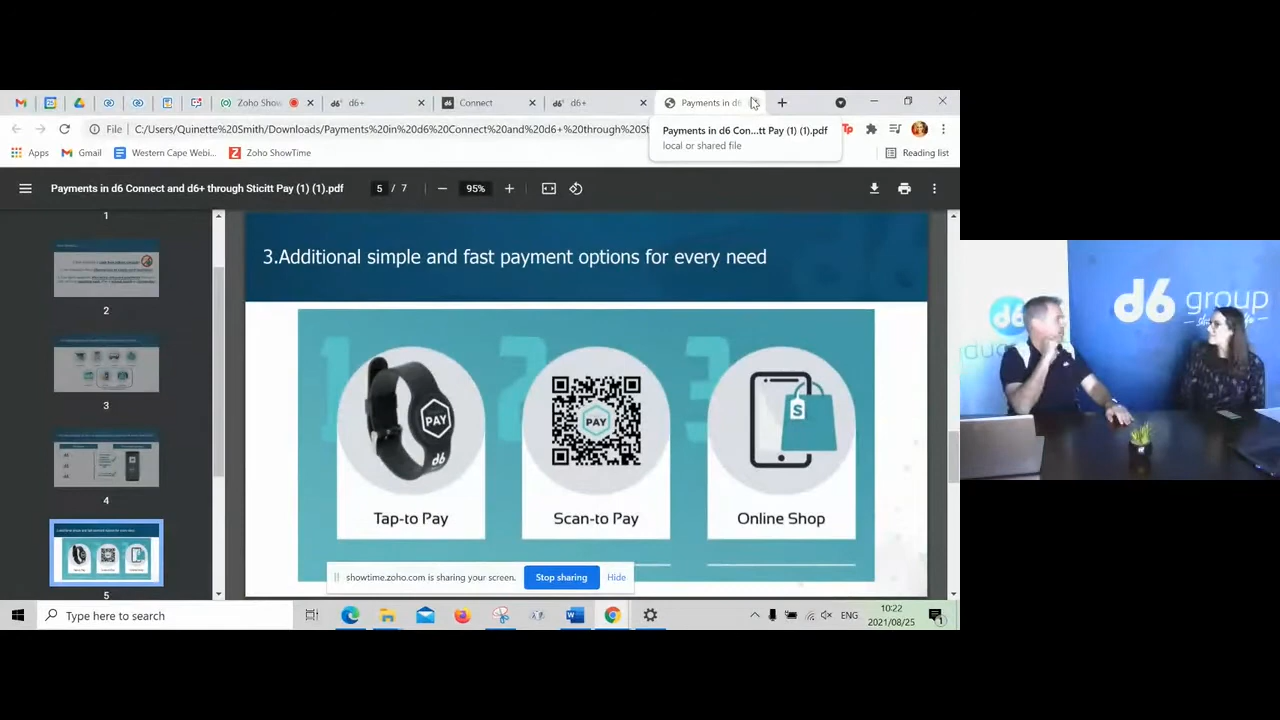 Zoho Show
d6+
Connect
d6+
Payments in d6
File
C:/Users/Quinette%20Smith/Downloads/Payments%20in%20d6%20Connect%20and%20d6+%20through%20St
Payments in d6 Con...tt Pay (1) (1).pdf
local or shared file
Apps
Gmail
Western Cape Webi...
Zoho ShowTime
Reading list
Payments in d6 Connect and d6+ through Sticitt Pay (1) (1).pdf
5 / 7
95%
1
2
3
4
5
3.Additional simple and fast payment options for every need
1
2
3
PAY
d6
PAY
S
Tap-to Pay
Scan-to Pay
Online Shop
showtime.zoho.com is sharing your screen.
Stop sharing
Hide
d6
d6 group
Type here to search
ENG
10:22
2021/08/25